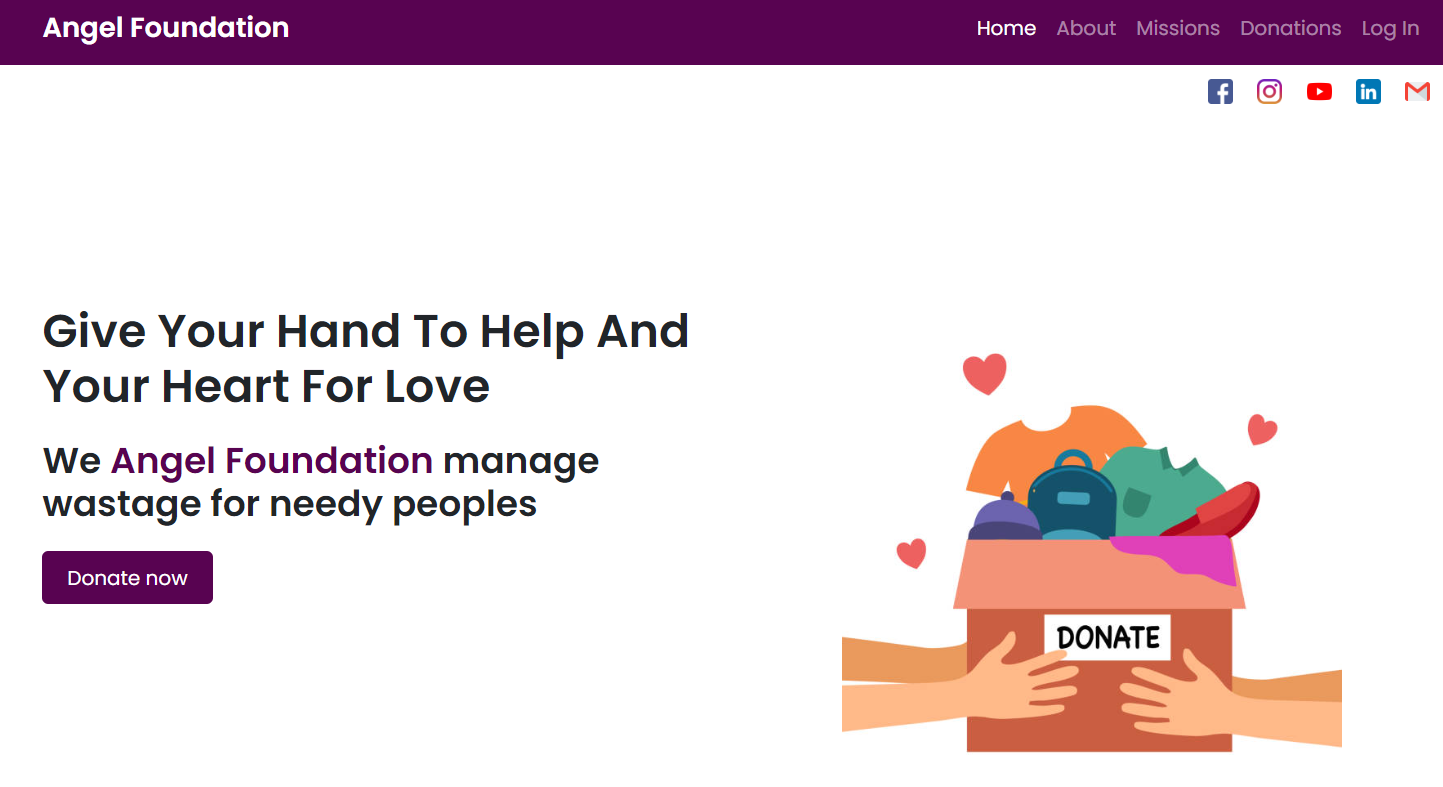 Angel Foundation
Home About Missions Donations Log In
Give Your Hand To Help And
Your Heart For Love
We Angel Foundation manage
wastage for needy peoples
Donate now
DONATE